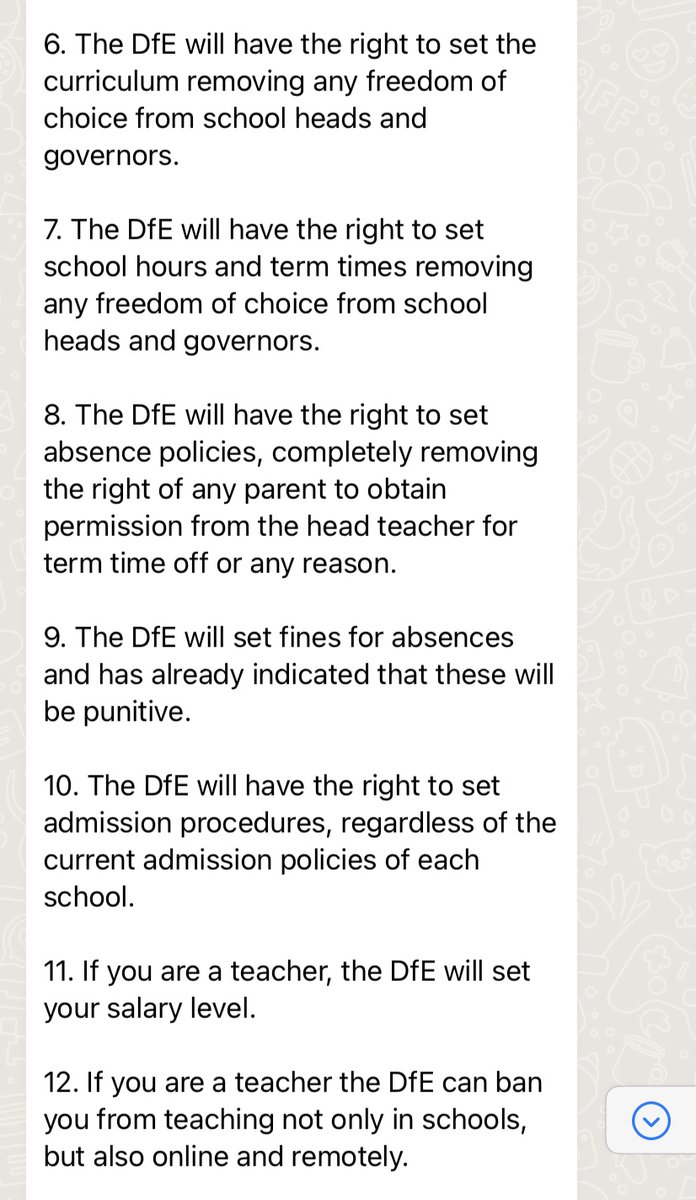 6. The DfE will have the right to set the
curriculum removing any freedom of
choice from school heads and
governors.
7. The DfE will have the right to set
school hours and term times removing
any freedom of choice from school
heads and governors.
8. The DfE will have the right to set
absence policies, completely removing
the right of any parent to obtain
permission from the head teacher for
term time off or any reason.
9. The DfE will set fines for absences
and has already indicated that these will
be punitive.
10. The DfE will have the right to set
admission procedures, regardless of the
current admission policies of each
school.
11. If you are a teacher, the DfE will set
your salary level.
12. If you are a teacher the DfE can ban
you from teaching not only in schools,
but also online and remotely.